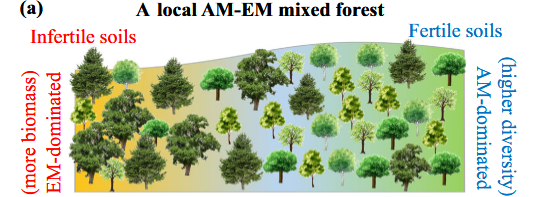 (a)
A local AM-EM mixed forest
Infertile soils
Fertile soils
(more biomass)
EM-dominated
(higher diversity)
AM-dominated